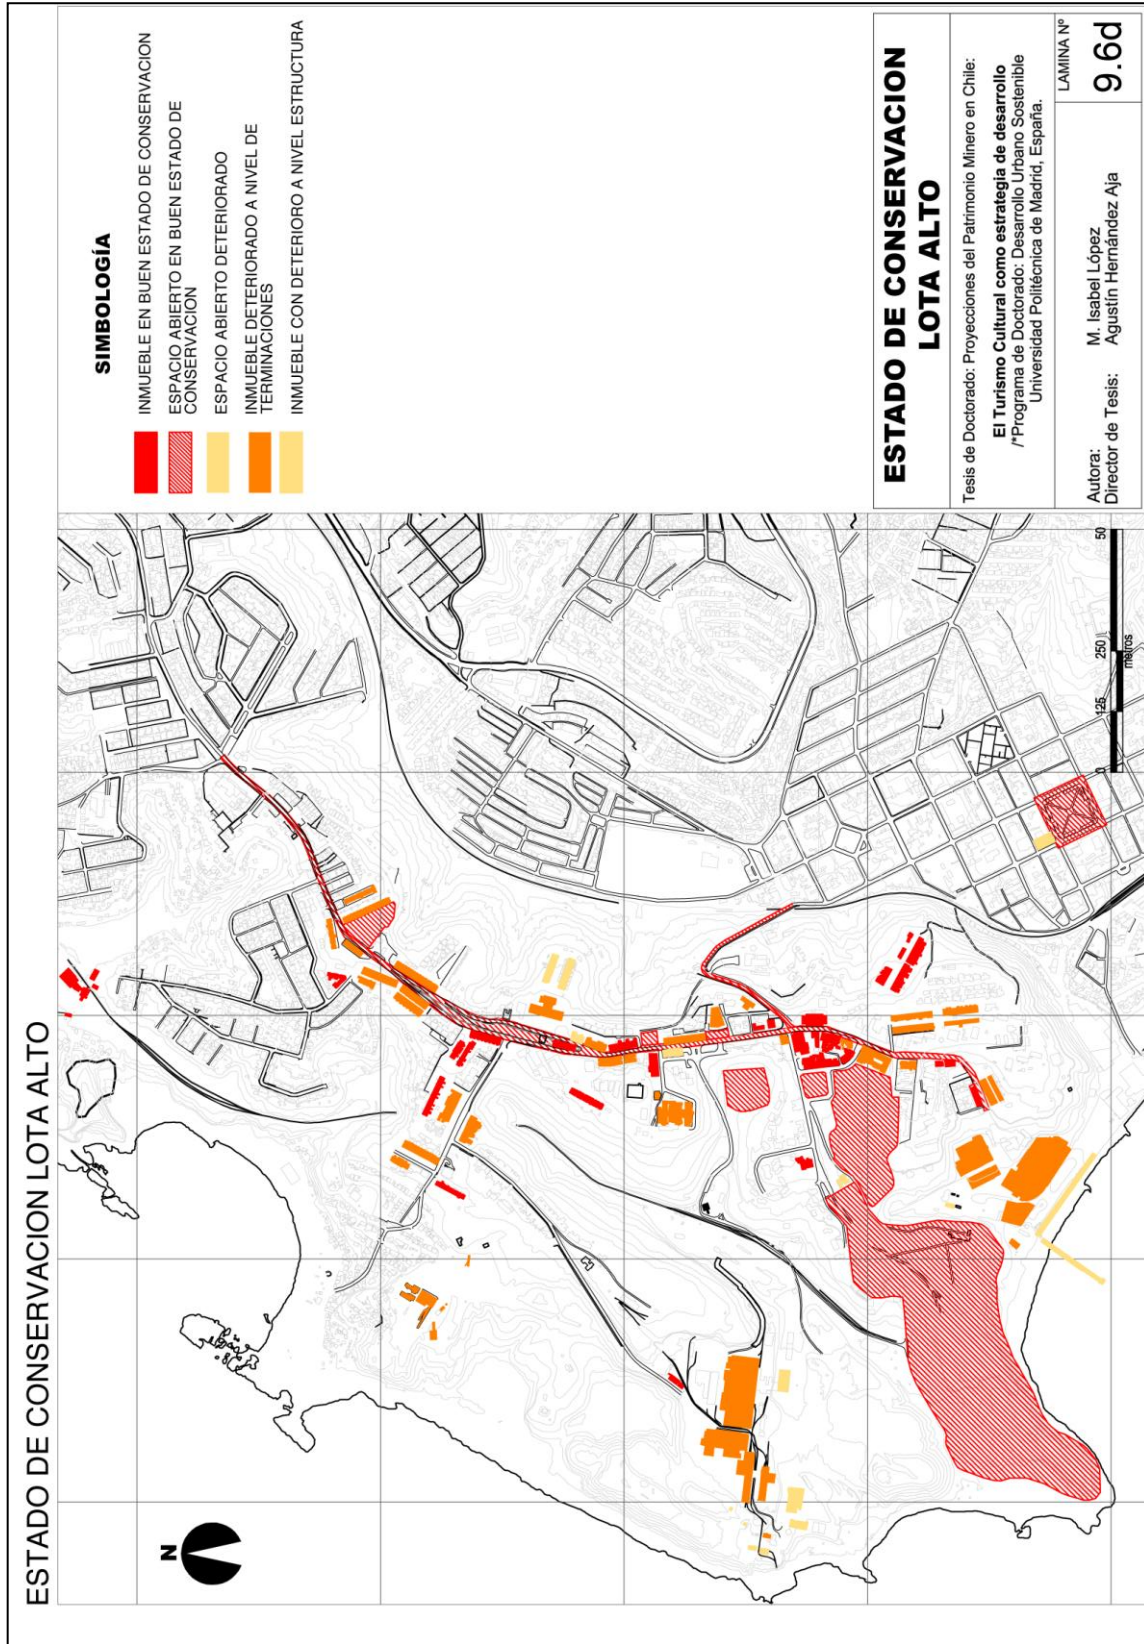 ESTADO DE CONSERVACION LOTA ALTO
N
SIMBOLOGÍA
INMUEBLE EN BUEN ESTADO DE CONSERVACION
ESPACIO ABIERTO EN BUEN ESTADO DE
CONSERVACION
ESPACIO ABIERTO DETERIORADO
INMUEBLE DETERIORADO A NIVEL DE
TERMINACIONES
INMUEBLE CON DETERIORO A NIVEL ESTRUCTURA
0 125 250 50
metros
ESTADO DE CONSERVACION
LOTA ALTO
Tesis de Doctorado: Proyecciones del Patrimonio Minero en Chile:
El Turismo Cultural como estrategia de desarrollo
/*Programa de Doctorado: Desarrollo Urbano Sostenible
Universidad Politécnica de Madrid, España.
Autora: M. Isabel López
Director de Tesis: Agustín Hernández Aja
LAMINA Nº
9.6d